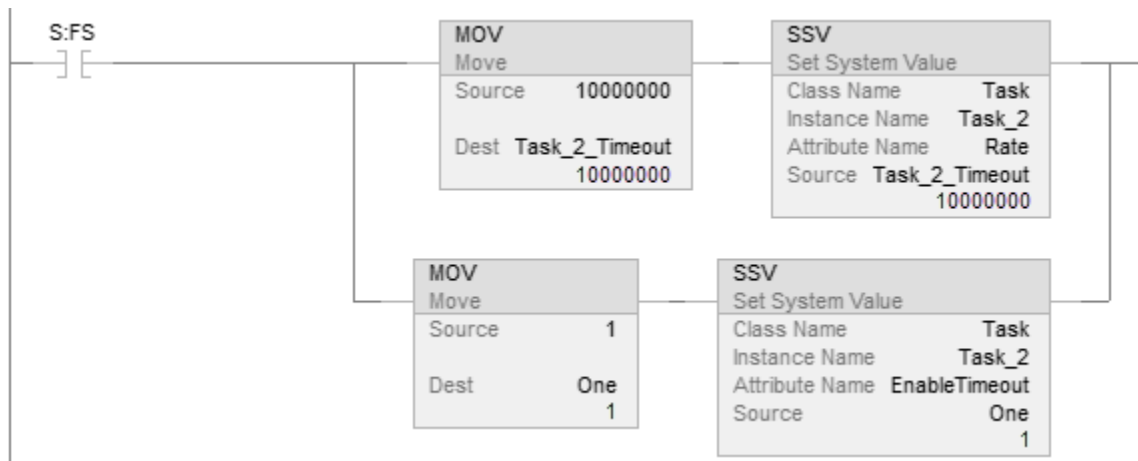 S:FS
MOV
Move
Source 10000000
Dest Task_2_Timeout
10000000
SSV
Set System Value
Class Name Task
Instance Name Task_2
Attribute Name Rate
Source Task_2_Timeout
10000000
MOV
Move
Source 1
Dest One
1
SSV
Set System Value
Class Name Task
Instance Name Task_2
Attribute Name EnableTimeout
Source One
1